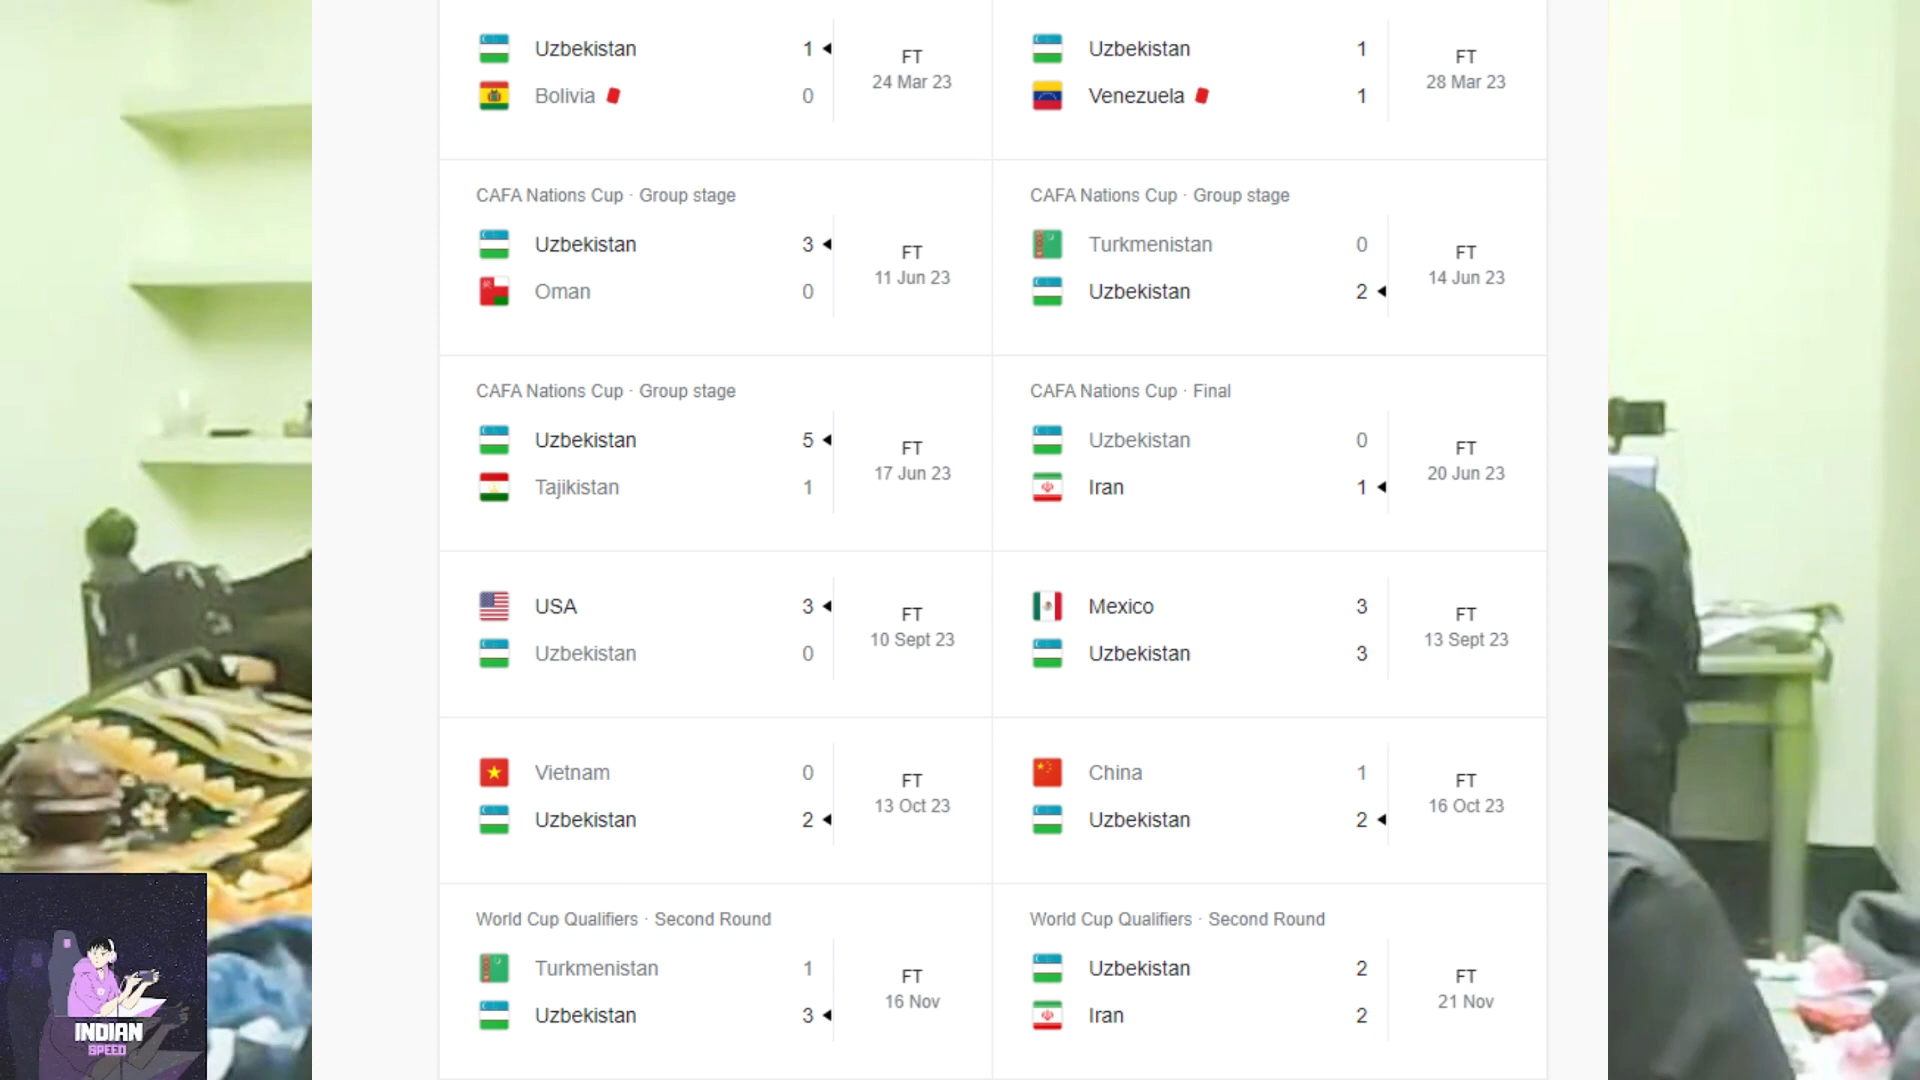 Uzbekistan 1
FT
Bolivia 0
24 Mar 23
Uzbekistan 1
FT
Venezuela 1
28 Mar 23
CAFA Nations Cup · Group stage
Uzbekistan 3
FT
Oman 0
11 Jun 23
CAFA Nations Cup · Group stage
Turkmenistan 0
FT
Uzbekistan 2
14 Jun 23
CAFA Nations Cup · Group stage
Uzbekistan 5
FT
Tajikistan 1
17 Jun 23
CAFA Nations Cup · Final
Uzbekistan 0
FT
Iran 1
20 Jun 23
USA 3
FT
Uzbekistan 0
10 Sept 23
Mexico 3
FT
Uzbekistan 3
13 Sept 23
Vietnam 0
FT
Uzbekistan 2
13 Oct 23
China 1
FT
Uzbekistan 2
16 Oct 23
World Cup Qualifiers · Second Round
Turkmenistan 1
FT
Uzbekistan 3
16 Nov
World Cup Qualifiers · Second Round
Uzbekistan 2
FT
Iran 2
21 Nov
INDIAN
SPEED